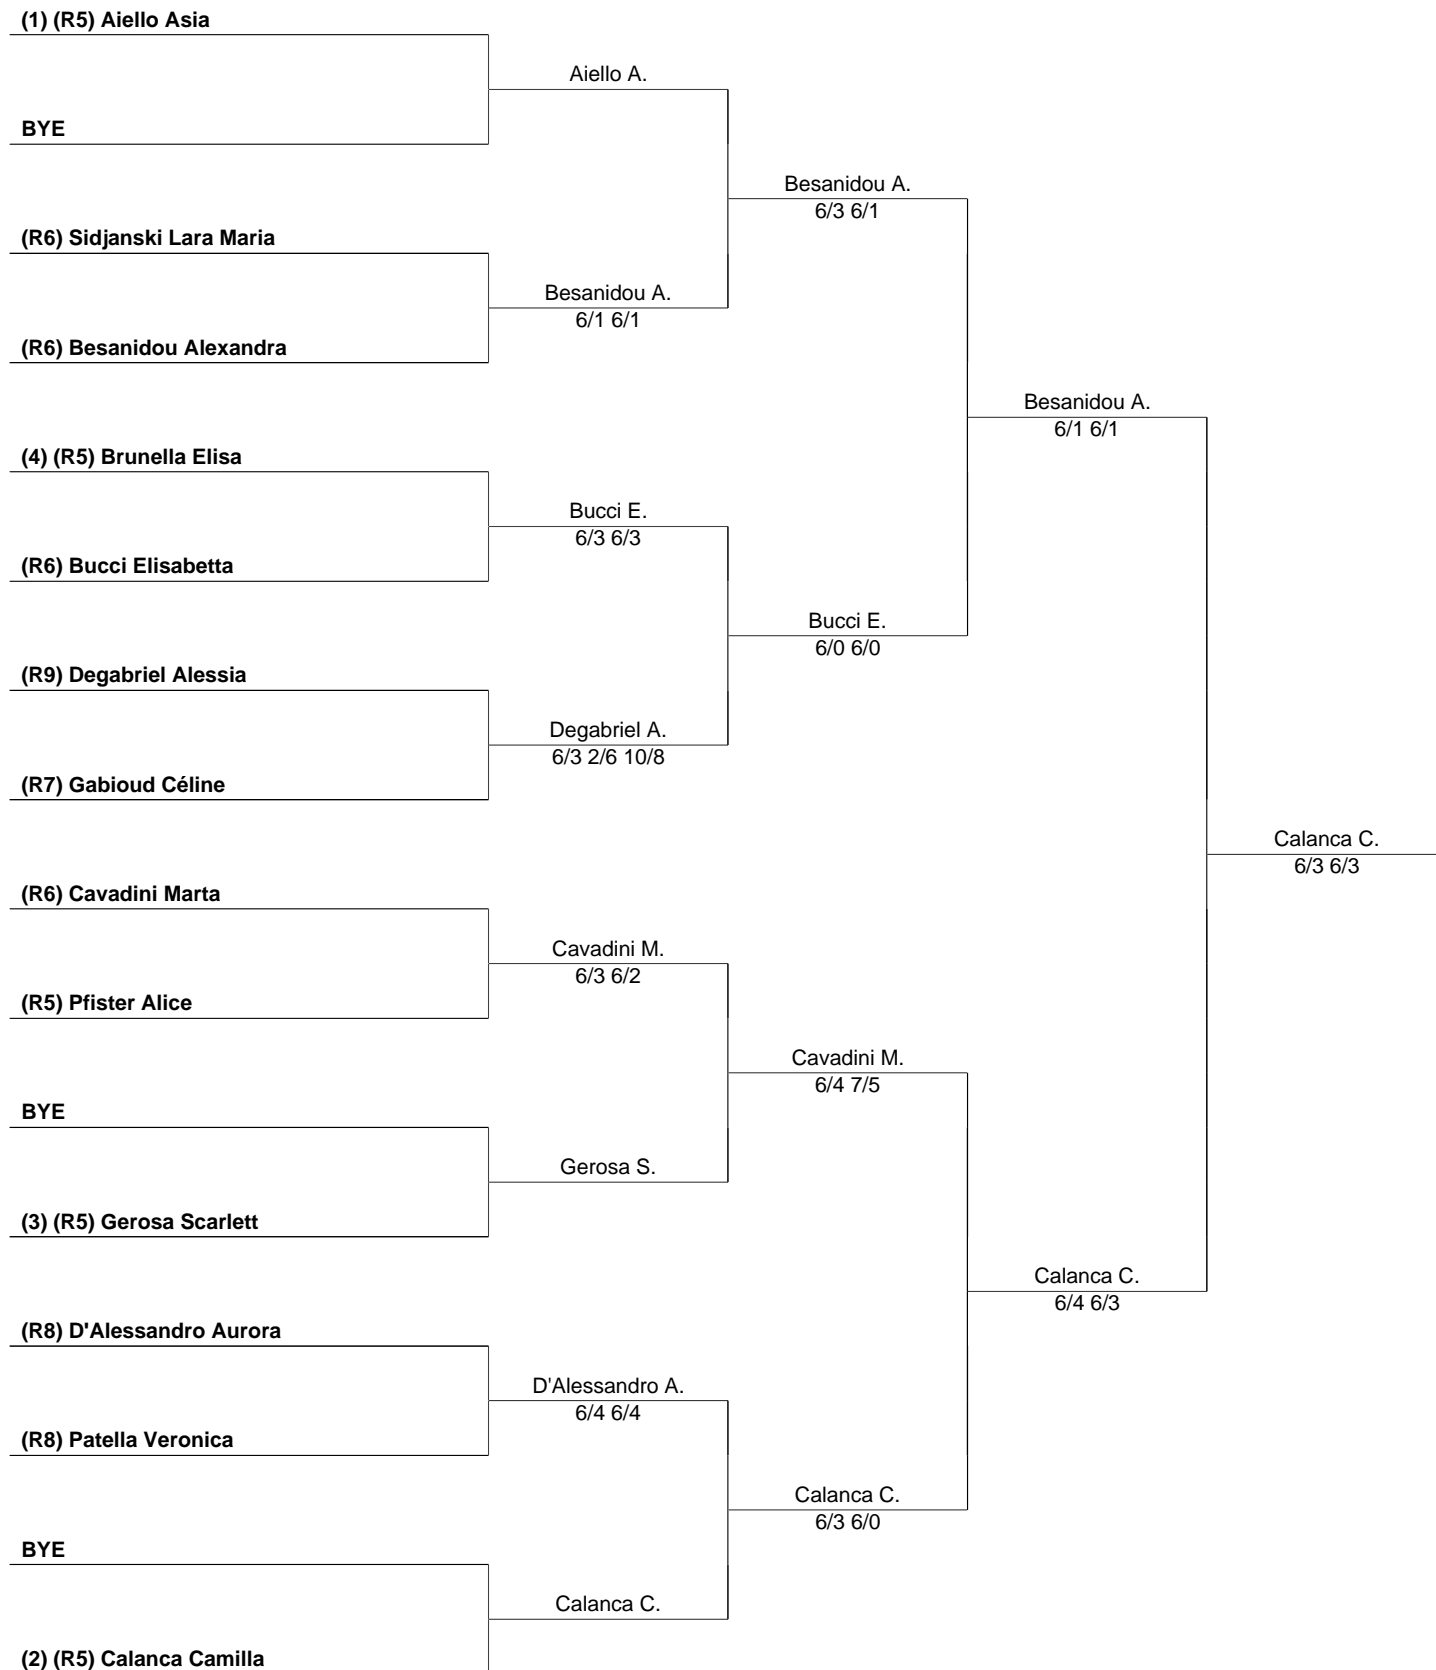 (1) (R5) Aiello Asia
Aiello A.
BYE
Besanidou A.
6/3 6/1
(R6) Sidjanski Lara Maria
Besanidou A.
6/1 6/1
(R6) Besanidou Alexandra
Besanidou A.
6/1 6/1
(4) (R5) Brunella Elisa
Bucci E.
6/3 6/3
(R6) Bucci Elisabetta
Bucci E.
6/0 6/0
(R9) Degabriel Alessia
Degabriel A.
6/3 2/6 10/8
(R7) Gabioud Céline
Calanca C.
6/3 6/3
(R6) Cavadini Marta
Cavadini M.
6/3 6/2
(R5) Pfister Alice
Cavadini M.
6/4 7/5
BYE
Gerosa S.
(3) (R5) Gerosa Scarlett
Calanca C.
6/4 6/3
(R8) D'Alessandro Aurora
D'Alessandro A.
6/4 6/4
(R8) Patella Veronica
Calanca C.
6/3 6/0
BYE
Calanca C.
(2) (R5) Calanca Camilla